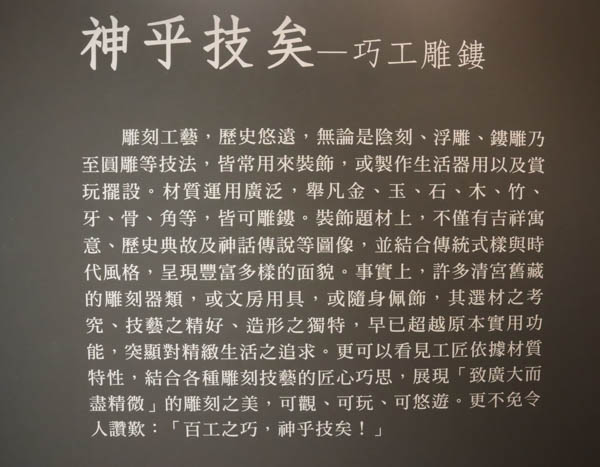 神乎技矣—巧工雕鏤
雕刻工藝，歷史悠遠，無論是陰刻、浮雕、鏤雕乃
至圓雕等技法，皆常用來裝飾，或製作生活器用以及賞
玩擺設。材質運用廣泛，舉凡金、玉、石、木、竹、
牙、骨、角等，皆可雕鏤。裝飾題材上，不僅有吉祥寓
意、歷史典故及神話傳說等圖像，並結合傳統式樣與時
代風格，呈現豐富多樣的面貌。事實上，許多清宮舊藏
的雕刻器類，或文房用具，或隨身佩飾，其選材之考
究、技藝之精好、造形之獨特，早已超越原本實用功
能，突顯對精緻生活之追求。更可以看見工匠依據材質
特性，結合各種雕刻技藝的匠心巧思，展現「致廣大而
盡精微」的雕刻之美，可觀、可玩、可悠遊。更不免令
人讚歎：「百工之巧，神乎技矣！」